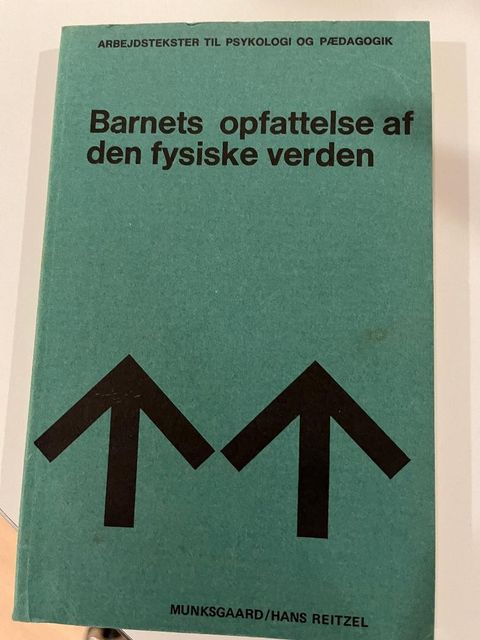 ARBEJDSTEKSTER TIL PSYKOLOGI OG PÆDAGOGIK
Barnets opfattelse af
den fysiske verden
MUNKSGAARD/HANS REITZEL